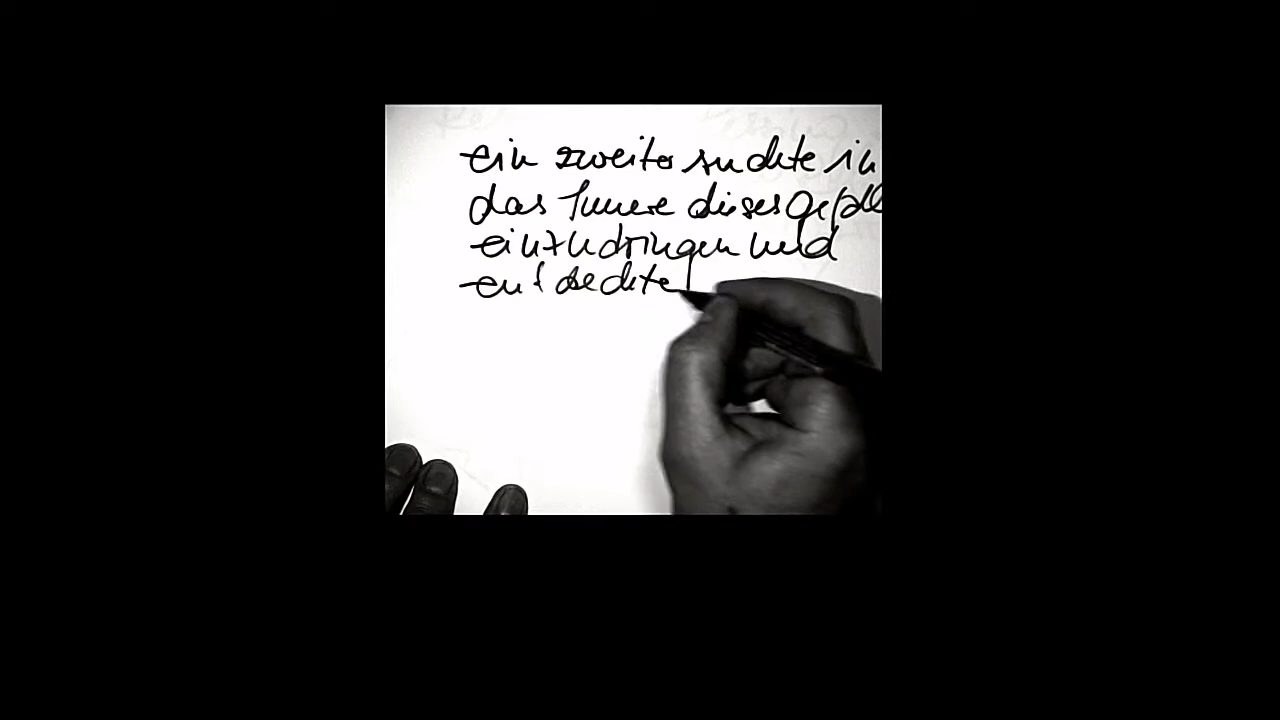 ein zweiter suchte in
das Innere dieses
einzudringen und
entdeckte